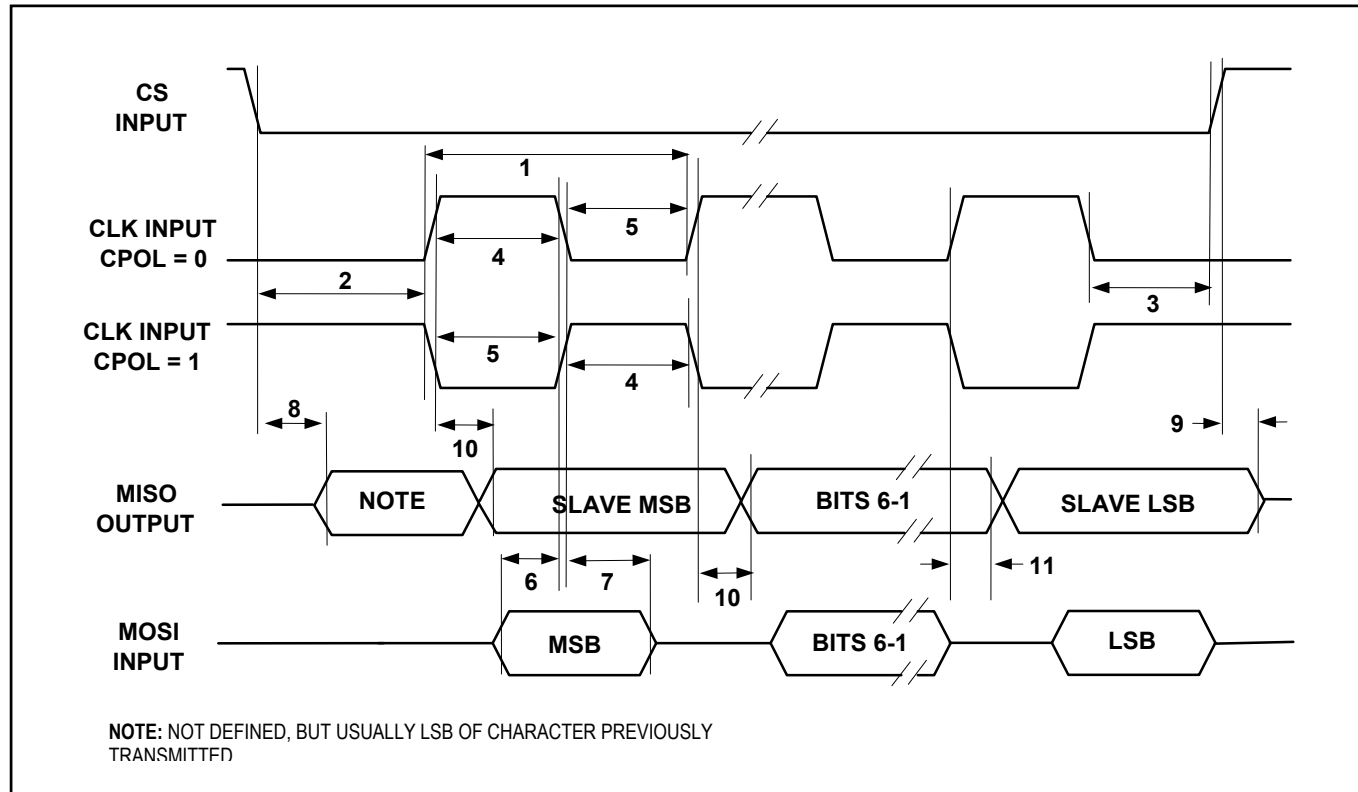 CS
INPUT
1
5
CLK INPUT
CPOL = 0
4
2
3
CLK INPUT
CPOL = 1
5
4
8
9
10
MISO
OUTPUT
NOTE
SLAVE MSB
BITS 6-1
SLAVE LSB
6
7
10
11
MOSI
INPUT
MSB
BITS 6-1
LSB
NOTE: NOT DEFINED, BUT USUALLY LSB OF CHARACTER PREVIOUSLY
TRANSMITTED